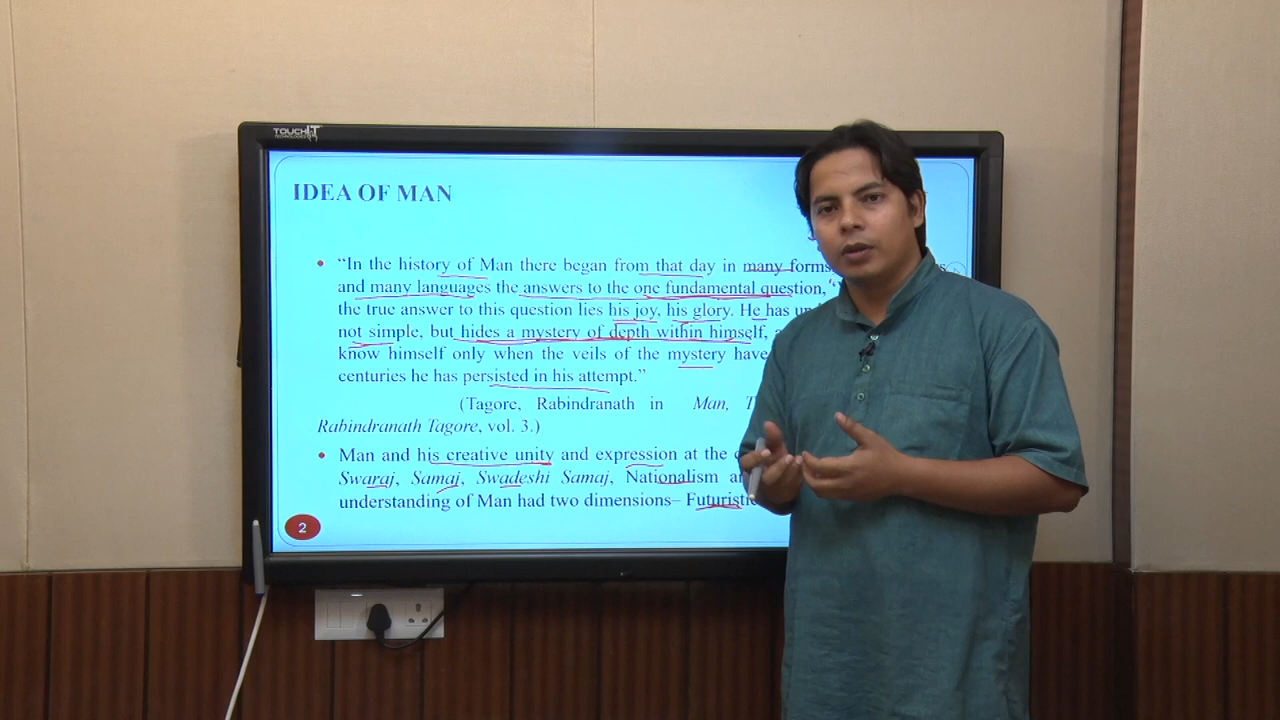 TOUCHIT
TECHNOLOGIES
IDEA OF MAN
• “In the history of Man there began from that day in many forms
and many languages the answers to the one fundamental question, “
the true answer to this question lies his joy, his glory. He has
not simple, but hides a mystery of depth within himself,
know himself only when the veils of the mystery have
centuries he has persisted in his attempt.”
(Tagore, Rabindranath in Man,
Rabindranath Tagore, vol. 3.)
• Man and his creative unity and expression at the
Swaraj, Samaj, Swadeshi Samaj, Nationalism
understanding of Man had two dimensions– Futuristic
2